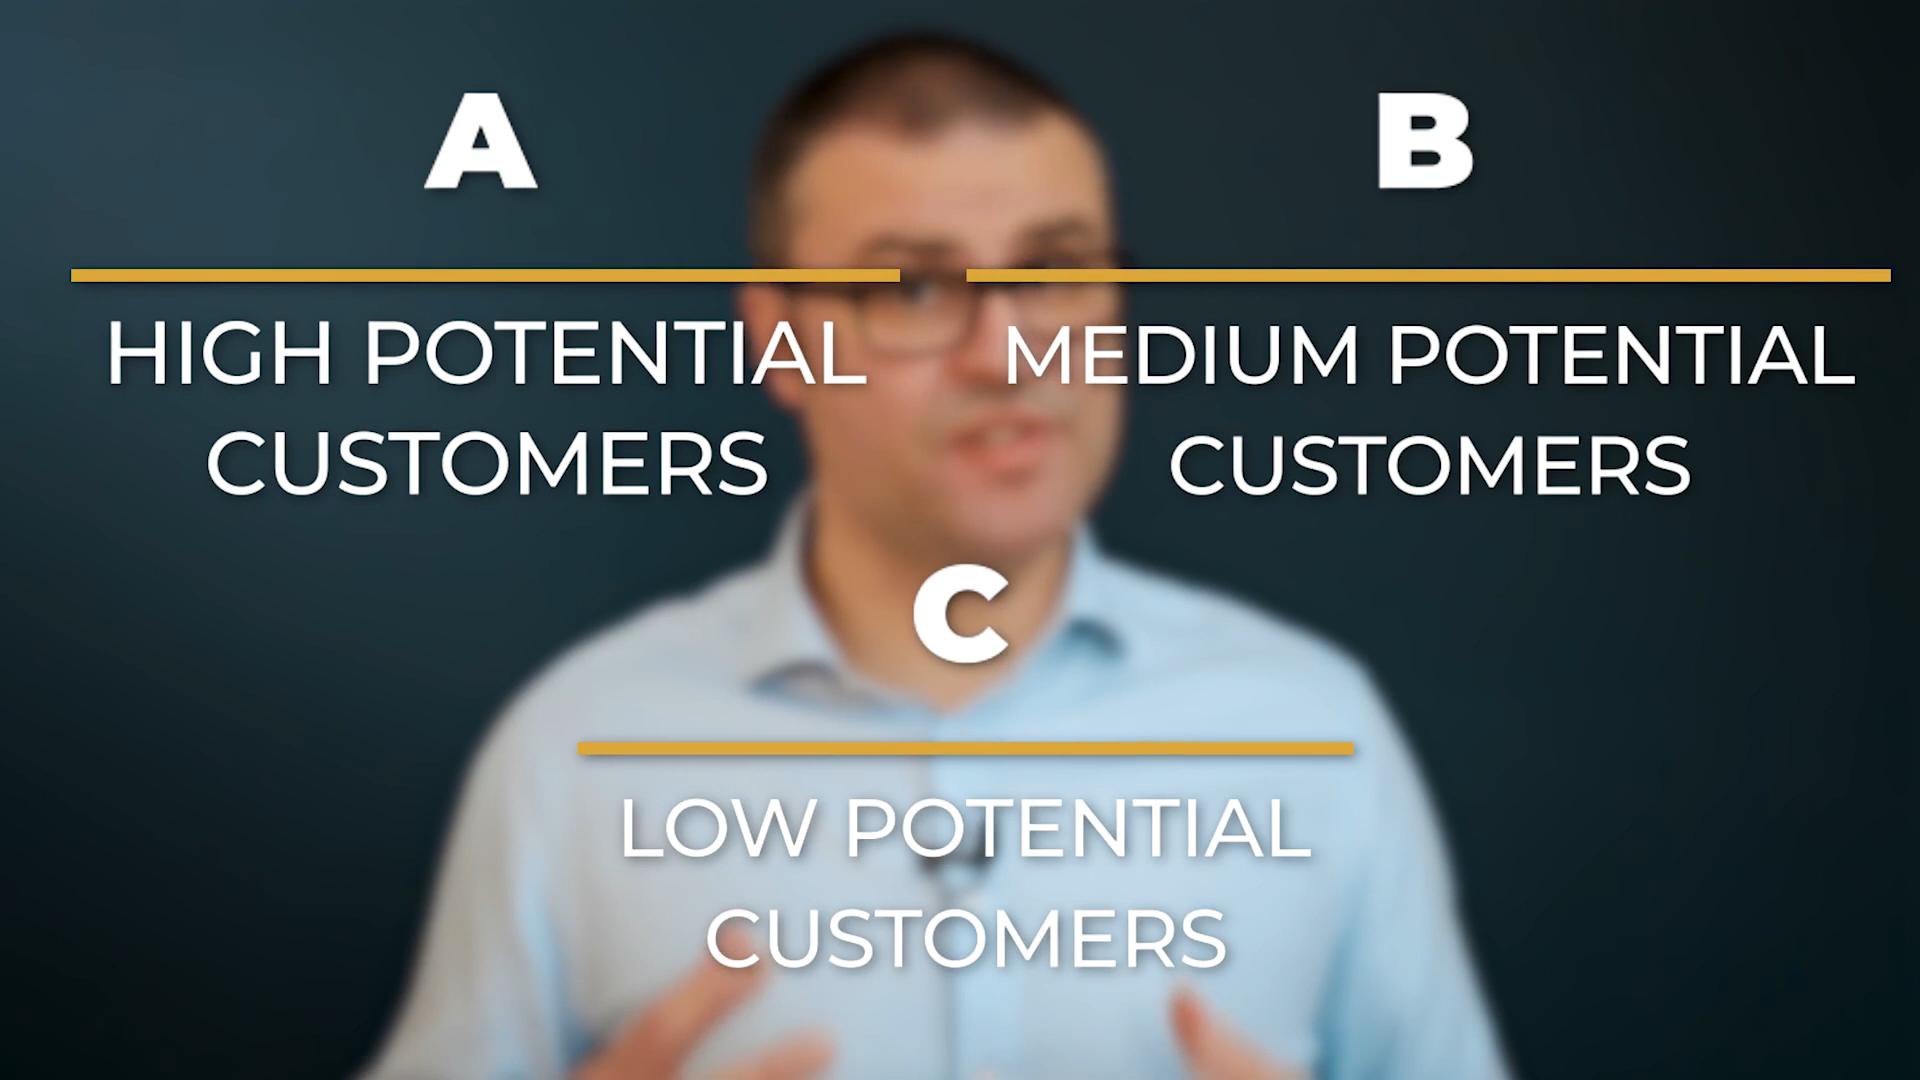 A
HIGH POTENTIAL
CUSTOMERS
B
MEDIUM POTENTIAL
CUSTOMERS
C
LOW POTENTIAL
CUSTOMERS